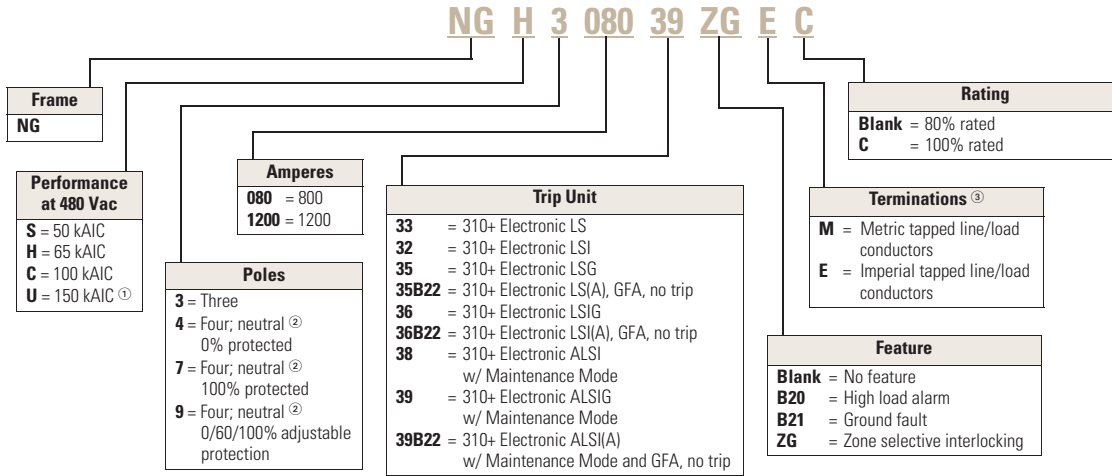 NG H 3 080 39 ZG E C
Frame
NG
Performance
at 480 Vac
S = 50 kAIC
H = 65 kAIC
C = 100 kAIC
U = 150 kAIC ①
Poles
3 = Three
4 = Four; neutral ②
0% protected
7 = Four; neutral ②
100% protected
9 = Four; neutral ②
0/60/100% adjustable
protection
Amperes
080 = 800
1200 = 1200
Trip Unit
33 = 310+ Electronic LS
32 = 310+ Electronic LSI
35 = 310+ Electronic LSG
35B22 = 310+ Electronic LS(A), GFA, no trip
36 = 310+ Electronic LSIG
36B22 = 310+ Electronic LSI(A), GFA, no trip
38 = 310+ Electronic ALSI
w/ Maintenance Mode
39 = 310+ Electronic ALSIG
w/ Maintenance Mode
39B22 = 310+ Electronic ALSI(A)
w/ Maintenance Mode and GFA, no trip
Feature
Blank = No feature
B20 = High load alarm
B21 = Ground fault
ZG = Zone selective interlocking
Terminations ③
M = Metric tapped line/load
conductors
E = Imperial tapped line/load
conductors
Rating
Blank = 80% rated
C = 100% rated